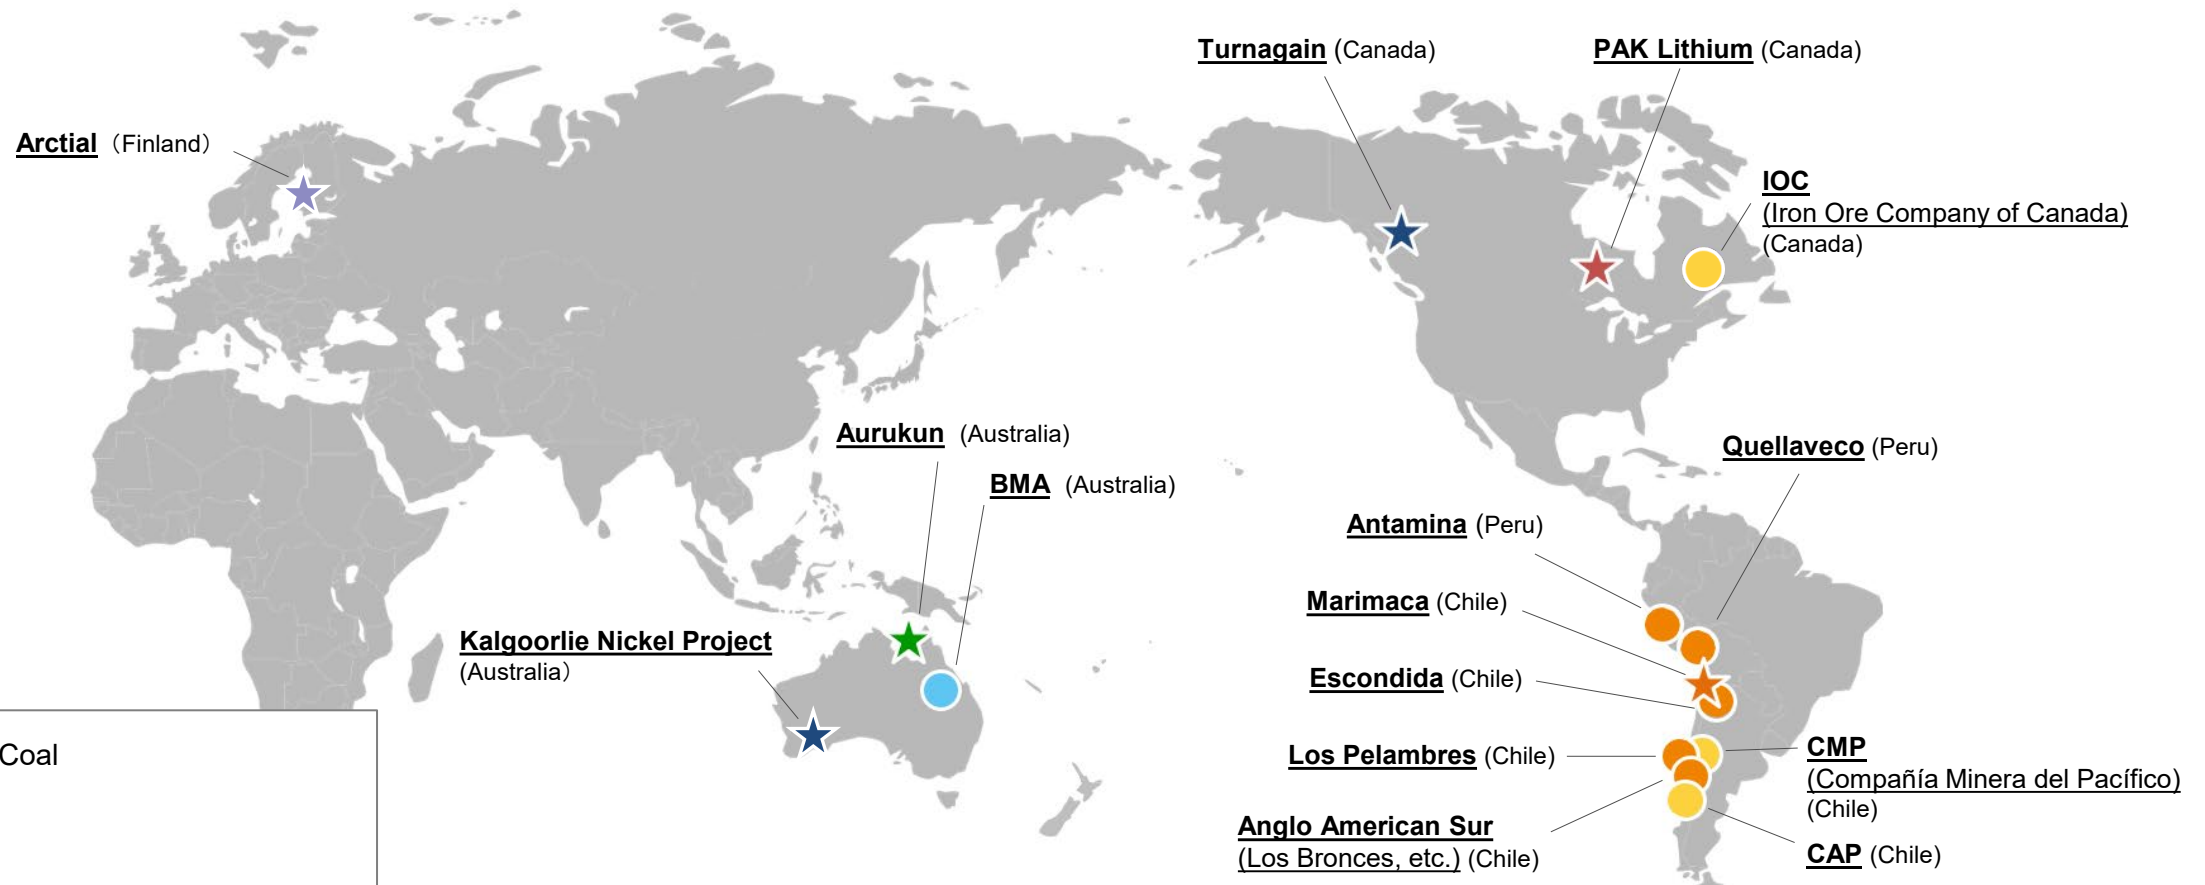 Turnagain (Canada)
PAK Lithium (Canada)
Arctial（Finland）
IOC
(Iron Ore Company of Canada)
(Canada)
Aurukun (Australia)
BMA (Australia)
Quellaveco (Peru)
Antamina (Peru)
Marimaca (Chile)
Kalgoorlie Nickel Project
(Australia）
Escondida (Chile)
Los Pelambres (Chile)
CMP
(Compañía Minera del Pacífico)
(Chile)
Anglo American Sur
(Los Bronces, etc.) (Chile)
CAP (Chile)
Coal